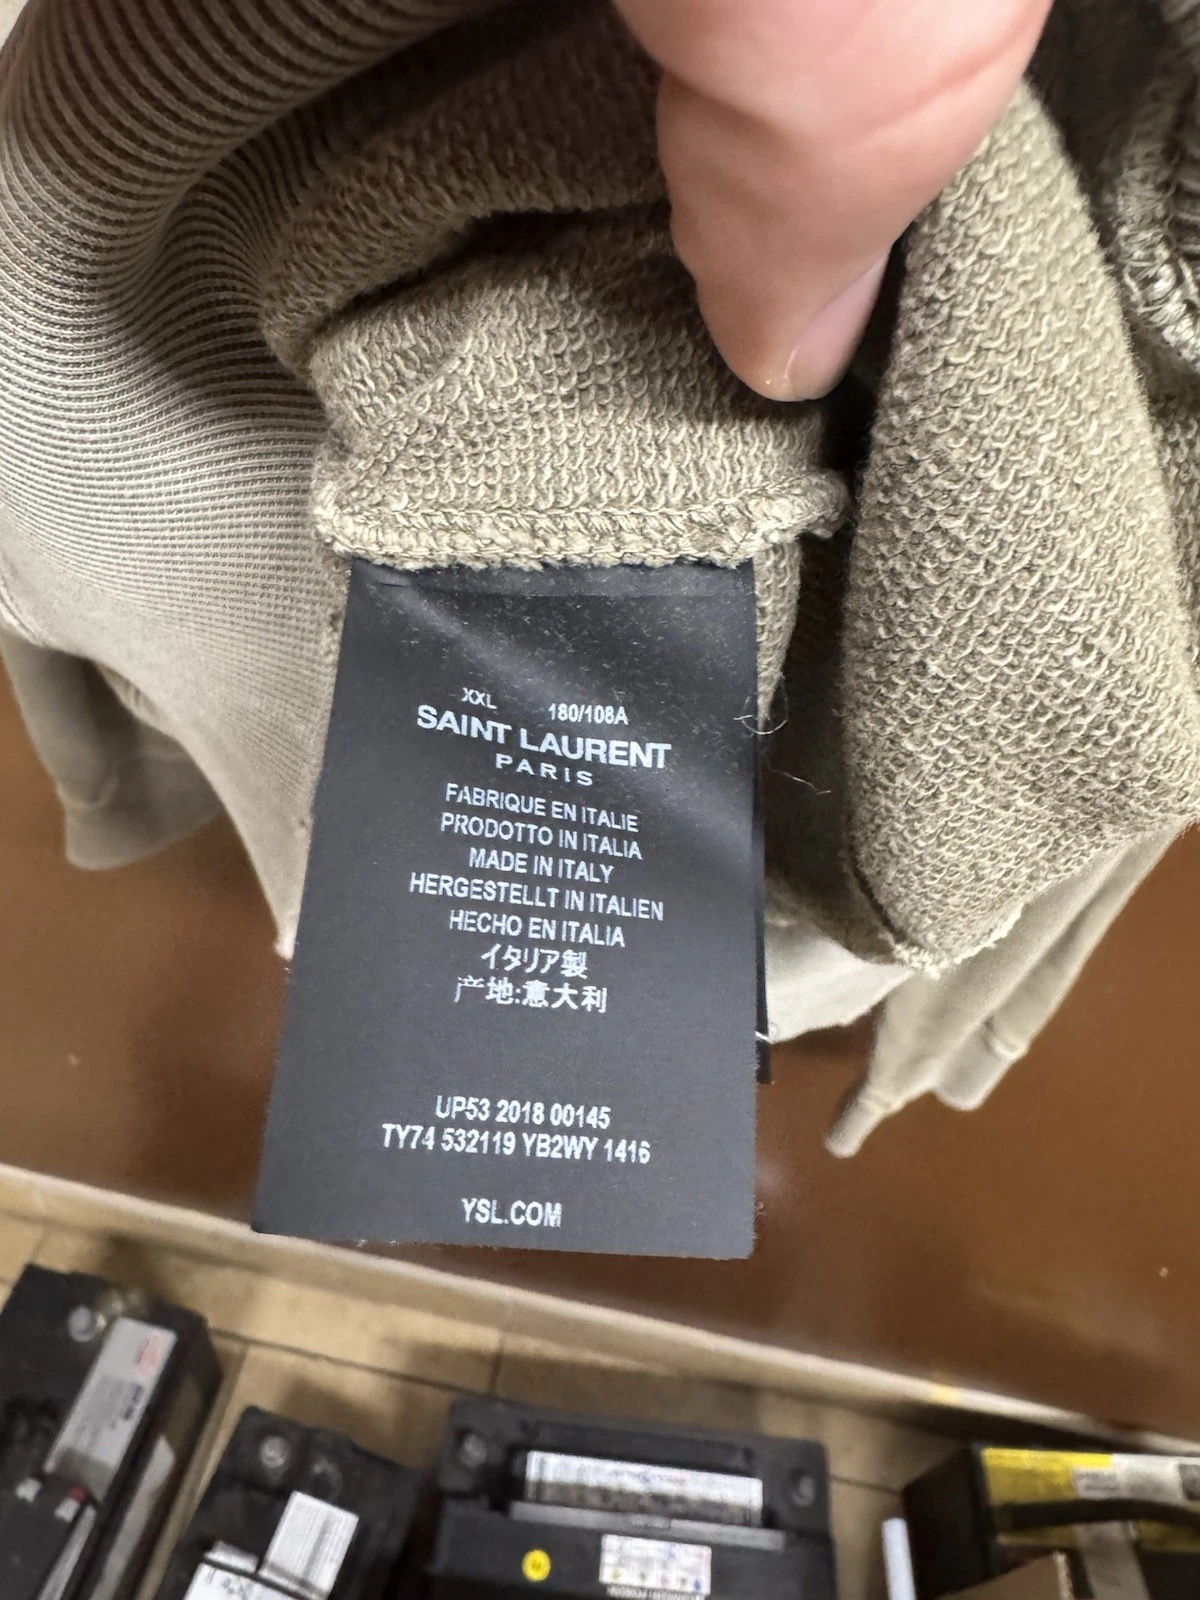 XXL 180/108A
SAINT LAURENT
PARIS
FABRIQUE EN ITALIE
PRODOTTO IN ITALIA
MADE IN ITALY
HERGESTELLT IN ITALIEN
HECHO EN ITALIA
イタリア製
产地:意大利
UP53 2018 00145
TY74 532119 YB2WY 1416
YSL.COM